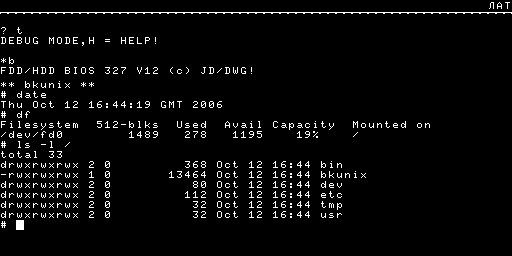 ЛАТ
? t
DEBUG MODE,H = HELP!
*b
FDD/HDD BIOS 327 V12 (c) JD/DWG!
** bkunix **
# date
Thu Oct 12 16:44:19 GMT 2006
# df
Filesystem 512-blks Used Avail Capacity Mounted on
/dev/fd0 1489 278 1195 19% /
# ls -l /
total 33
drwxrwxrwx 2 0 368 Oct 12 16:44 bin
-rwxrwxrwx 1 0 13464 Oct 12 16:44 bkunix
drwxrwxrwx 2 0 80 Oct 12 16:44 dev
drwxrwxrwx 2 0 112 Oct 12 16:44 etc
drwxrwxrwx 2 0 32 Oct 12 16:44 tmp
drwxrwxrwx 2 0 32 Oct 12 16:44 usr
#